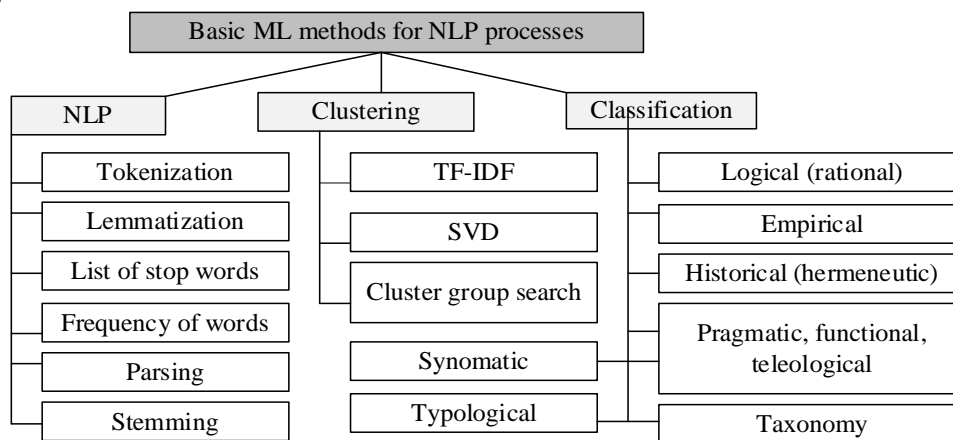 Basic ML methods for NLP processes
NLP
Tokenization
Lemmatization
List of stop words
Frequency of words
Parsing
Stemming
Clustering
TF-IDF
SVD
Cluster group search
Classification
Logical (rational)
Empirical
Historical (hermeneutic)
Pragmatic, functional,
teleological
Taxonomy
Synomatic
Typological